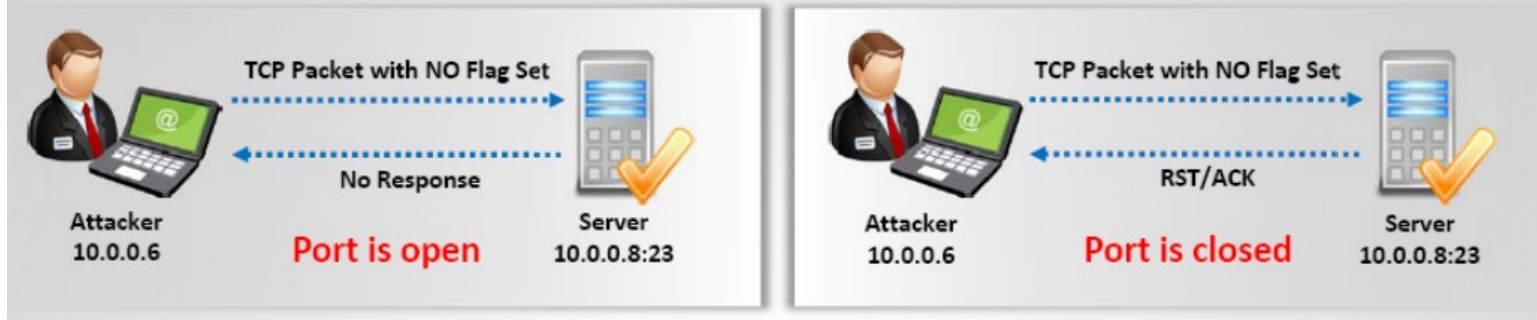 TCP Packet with NO Flag Set
@
No Response
Attacker
10.0.0.6
Port is open
Server
10.0.0.8:23
TCP Packet with NO Flag Set
@
RST/ACK
Attacker
10.0.0.6
Port is closed
Server
10.0.0.8:23